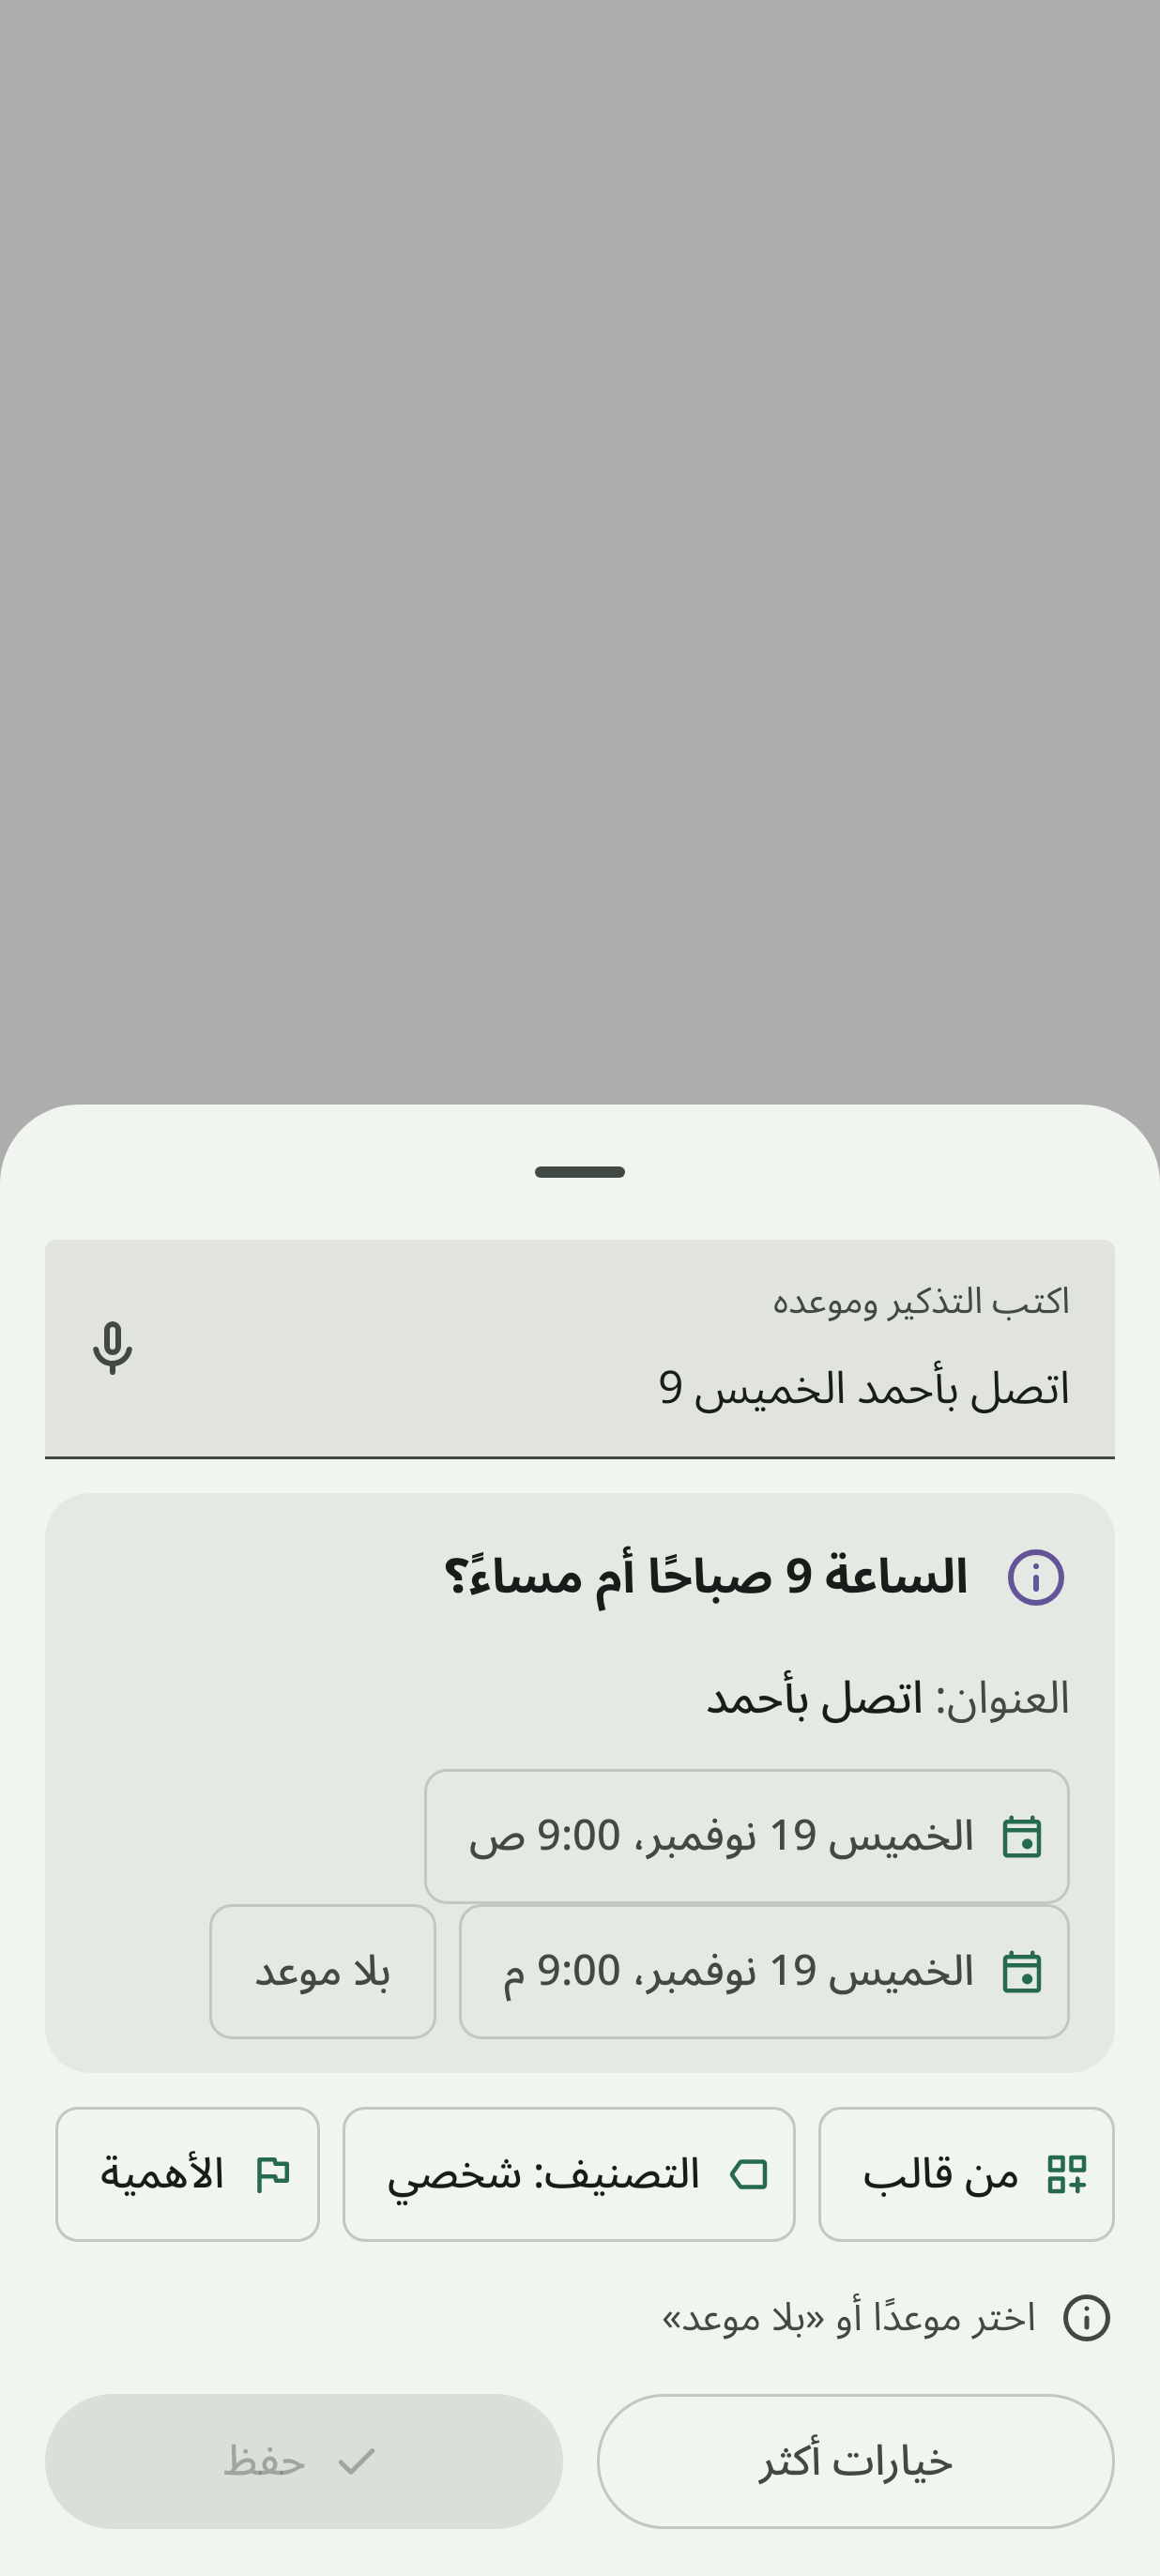 اكتب التذكير وموعده
اتصل بأحمد الخميس 9
الساعة 9 صباحًا أم مساءً؟
العنوان: اتصل بأحمد
الخميس 19 نوفمبر، 9:00 ص
الخميس 19 نوفمبر، 9:00 م
بلا موعد
من قالب
التصنيف: شخصي
الأهمية
اختر موعدًا أو «بلا موعد»
خيارات أكثر
حفظ